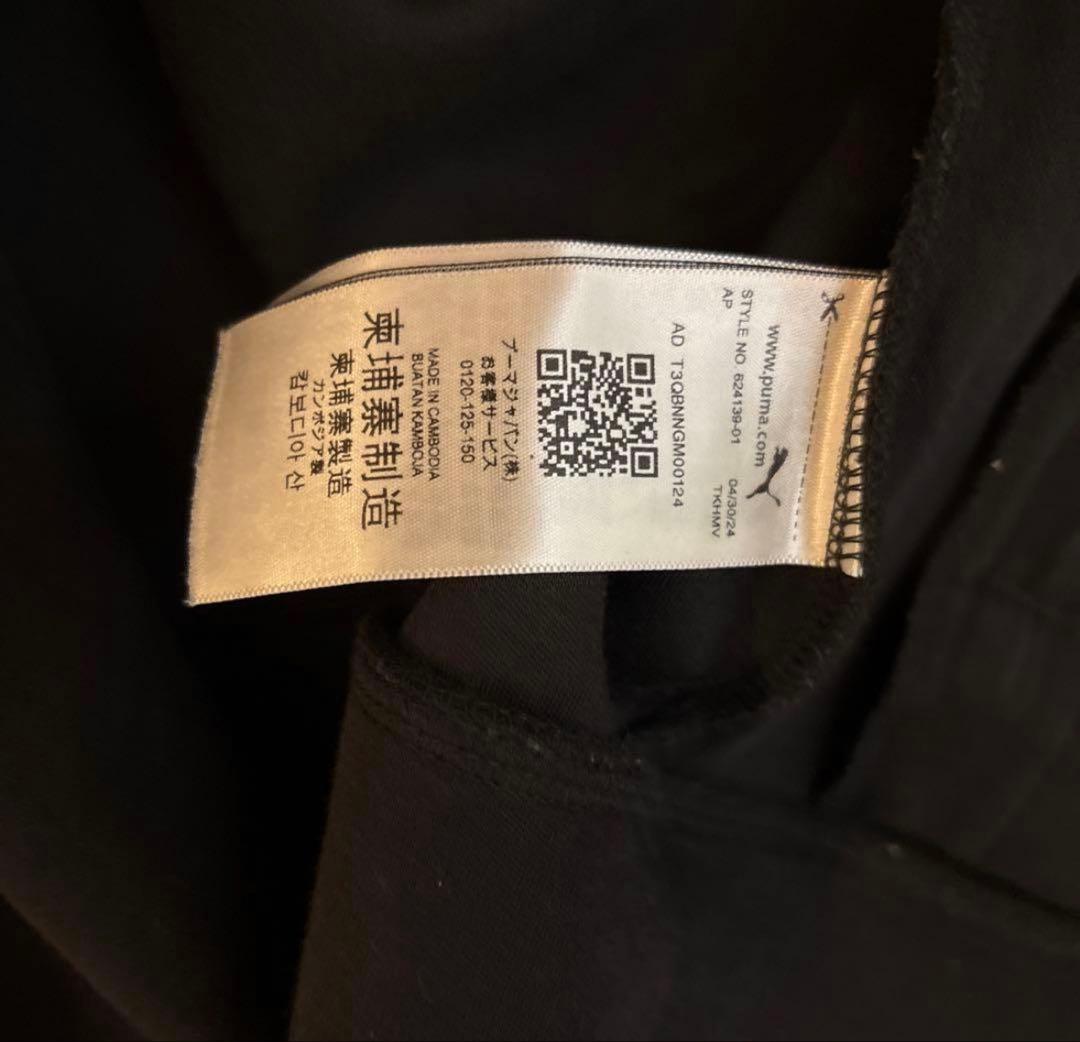 www.puma.com
STYLE NO. 624139-01 04/30/24
AP TKHMV
AD T3QBNNGM00124
プーマジャパン(株)
お客様サービス
0120-125-150
MADE IN CAMBODIA
BUATAN KAMBOJA
柬埔寨制造
柬埔寨製造
カンボジア製
캄보디아 산